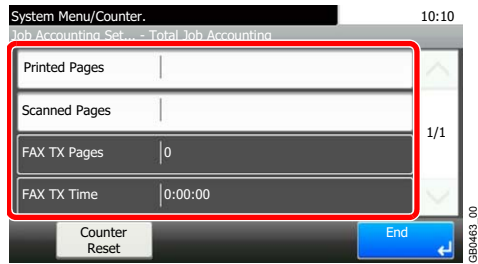 System Menu/Counter.
10:10
Job Accounting Set... - Total Job Accounting
Printed Pages
Scanned Pages
1/1
FAX TX Pages 0
FAX TX Time 0:00:00
Counter
Reset
End
GB0463_00